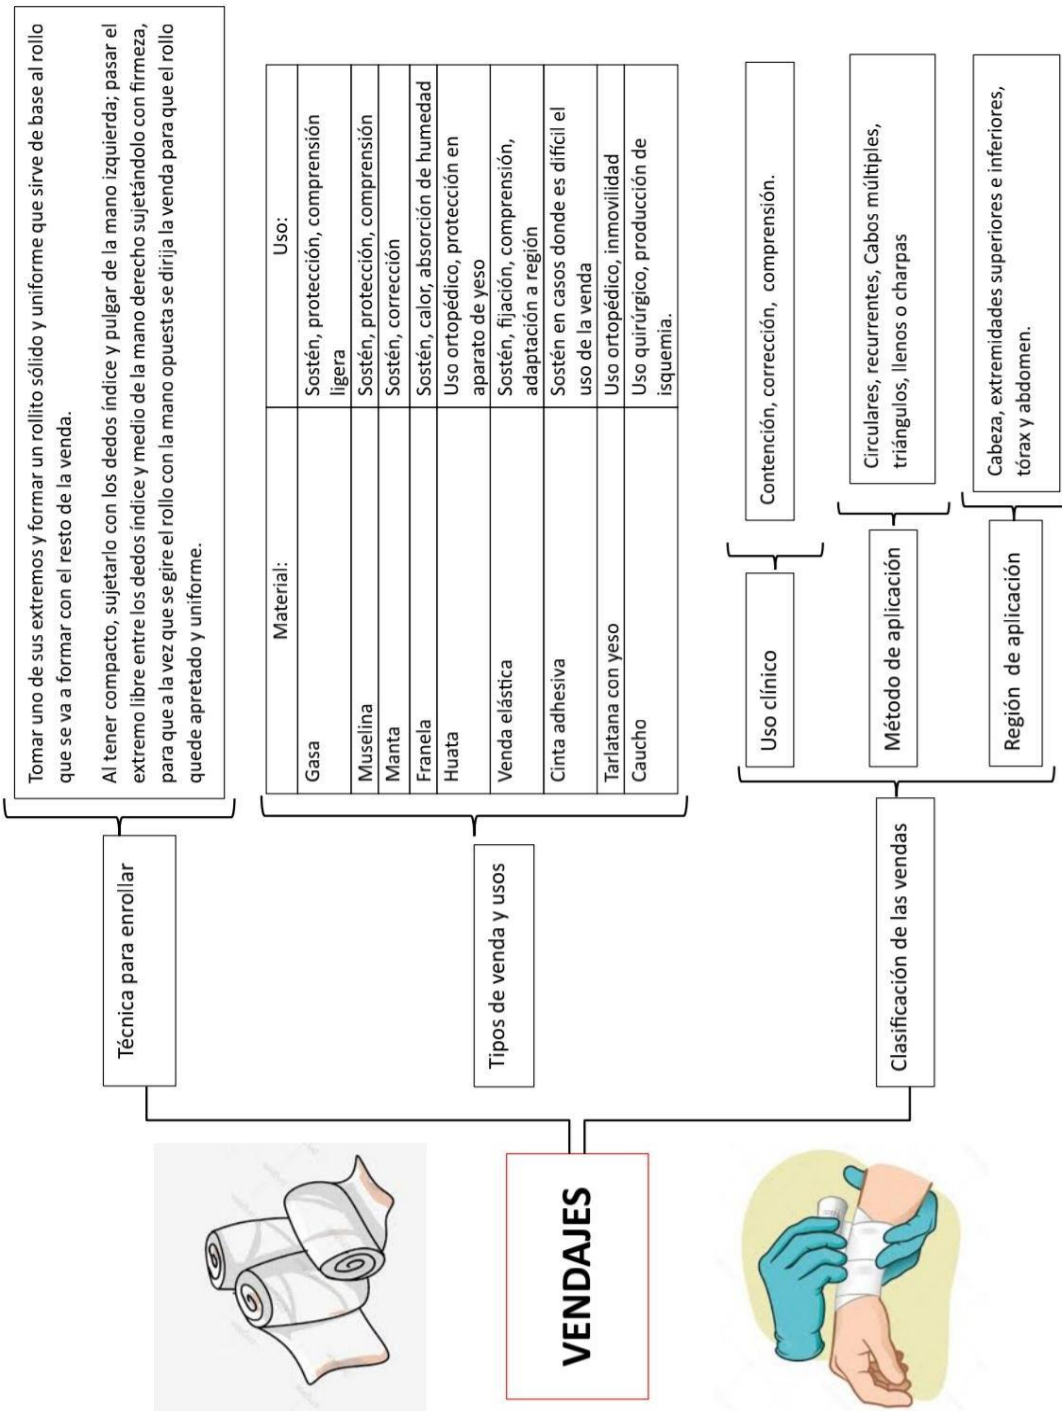 VENDAJES
Técnica para enrollar
Tomar uno de sus extremos y formar un rollito sólido y uniforme que sirve de base al rollo
que se va a formar con el resto de la venda.
Al tener compacto, sujetarlo con los dedos índice y pulgar de la mano izquierda; pasar el
extremo libre entre los dedos índice y medio de la mano derecho sujetándolo con firmeza,
para que a la vez que se gire el rollo con la mano opuesta se dirija la venda para que el rollo
quede apretado y uniforme.
Tipos de venda y usos
Material: Uso:
Gasa Sostén, protección, comprensión
ligera
Muselina Sostén, protección, comprensión
Manta Sostén, corrección
Franela Sostén, calor, absorción de humedad
Huata Uso ortopédico, protección en
aparato de yeso
Venda elástica Sostén, fijación, comprensión,
adaptación a región
Cinta adhesiva Sostén en casos donde es difícil el
uso de la venda
Tarlatana con yeso Uso ortopédico, inmovilidad
Caucho Uso quirúrgico, producción de
isquemia.
Clasificación de las vendas
Uso clínico
Contención, corrección, comprensión.
Método de aplicación
Circulares, recurrentes, Cabos múltiples,
triángulos, llenos o charpas
Región de aplicación
Cabeza, extremidades superiores e inferiores,
tórax y abdomen.